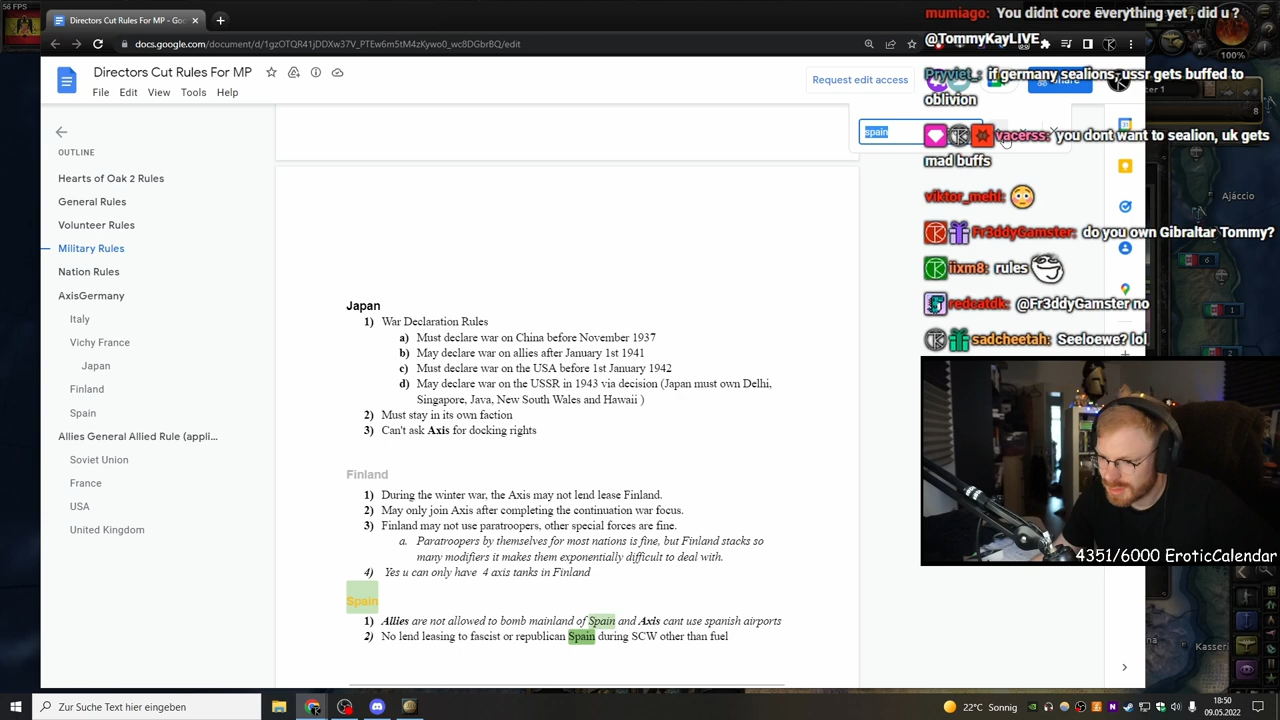 56 FPS
Directors Cut Rules For MP - Goo
docs.google.com/document/d/1gzOTQR41jDDXw37V_PTEw6m5tM4zKywo0_wc8DGbrBQ/edit
Directors Cut Rules For MP
File Edit View Tools Help
Request edit access
spain
OUTLINE
Hearts of Oak 2 Rules
General Rules
Volunteer Rules
Military Rules
Nation Rules
AxisGermany
Italy
Vichy France
Japan
Finland
Spain
Allies General Allied Rule (appli...
Soviet Union
France
USA
United Kingdom
Japan
1) War Declaration Rules
a) Must declare war on China before November 1937
b) May declare war on allies after January 1st 1941
c) Must declare war on the USA before 1st January 1942
d) May declare war on the USSR in 1943 via decision (Japan must own Delhi,
Singapore, Java, New South Wales and Hawaii )
2) Must stay in its own faction
3) Can't ask Axis for docking rights
Finland
1) During the winter war, the Axis may not lend lease Finland.
2) May only join Axis after completing the continuation war focus.
3) Finland may not use paratroopers, other special forces are fine.
a. Paratroopers by themselves for most nations is fine, but Finland stacks so
many modifiers it makes them exponentially difficult to deal with.
4) Yes u can only have 4 axis tanks in Finland
Spain
1) Allies are not allowed to bomb mainland of Spain and Axis cant use spanish airports
2) No lend leasing to fascist or republican Spain during SCW other than fuel
mumiago: You didnt core everything yet , did u ?
@TommyKayLIVE
Pryviet_: if germany sealions, ussr gets buffed to
oblivion
vacerss: you dont want to sealion, uk gets
mad buffs
viktor_mehl:
Fr3ddyGamster: do you own Gibraltar Tommy?
iixm8: rules
redcatdk: @Fr3ddyGamster no
sadcheetah: Seeloewe? lol
100%
8
Ajáccio
6
1
2
Kasseri
4351/6000 EroticCalendar
Zur Suche Text hier eingeben
22°C Sonnig
18:50
09.05.2022